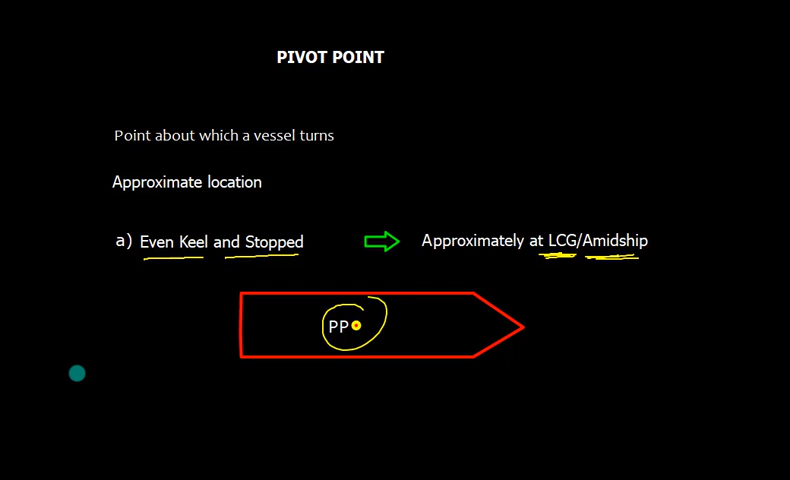 PIVOT POINT
Point about which a vessel turns
Approximate location
a) Even Keel and Stopped
Approximately at LCG/Amidship
PP